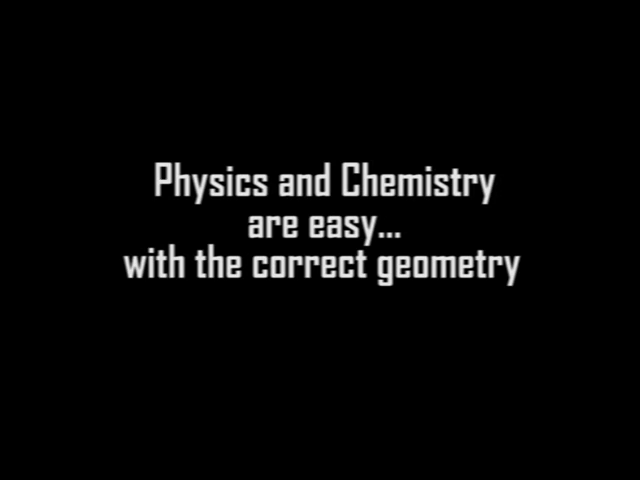 Physics and Chemistry
are easy...
with the correct geometry